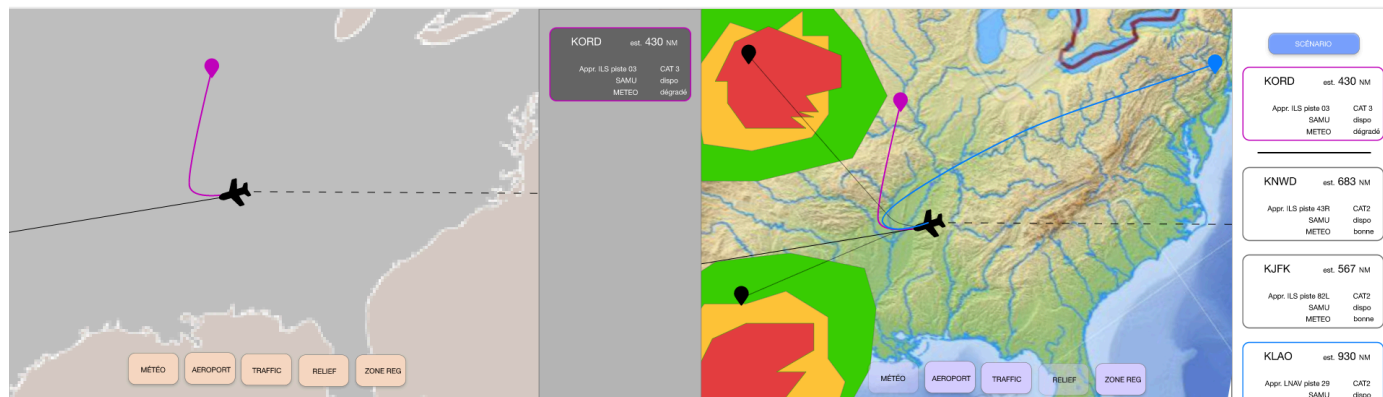 KORD est. 430 NM
Appr. ILS piste 03 CAT 3
SAMU dispo
METEO dégradé
MÉTÉO AEROPORT TRAFFIC RELIEF ZONE REG
SCÉNARIO
KORD est. 430 NM
Appr. ILS piste 03 CAT 3
SAMU dispo
METEO dégradé
KNWD est. 683 NM
Appr. ILS piste 43R CAT2
SAMU dispo
METEO bonne
KJFK est. 567 NM
Appr. ILS piste 82L CAT2
SAMU dispo
METEO bonne
KLAO est. 930 NM
Appr. LNAV piste 29 CAT2
SAMU dispo
MÉTÉO AEROPORT TRAFFIC RELIEF ZONE REG